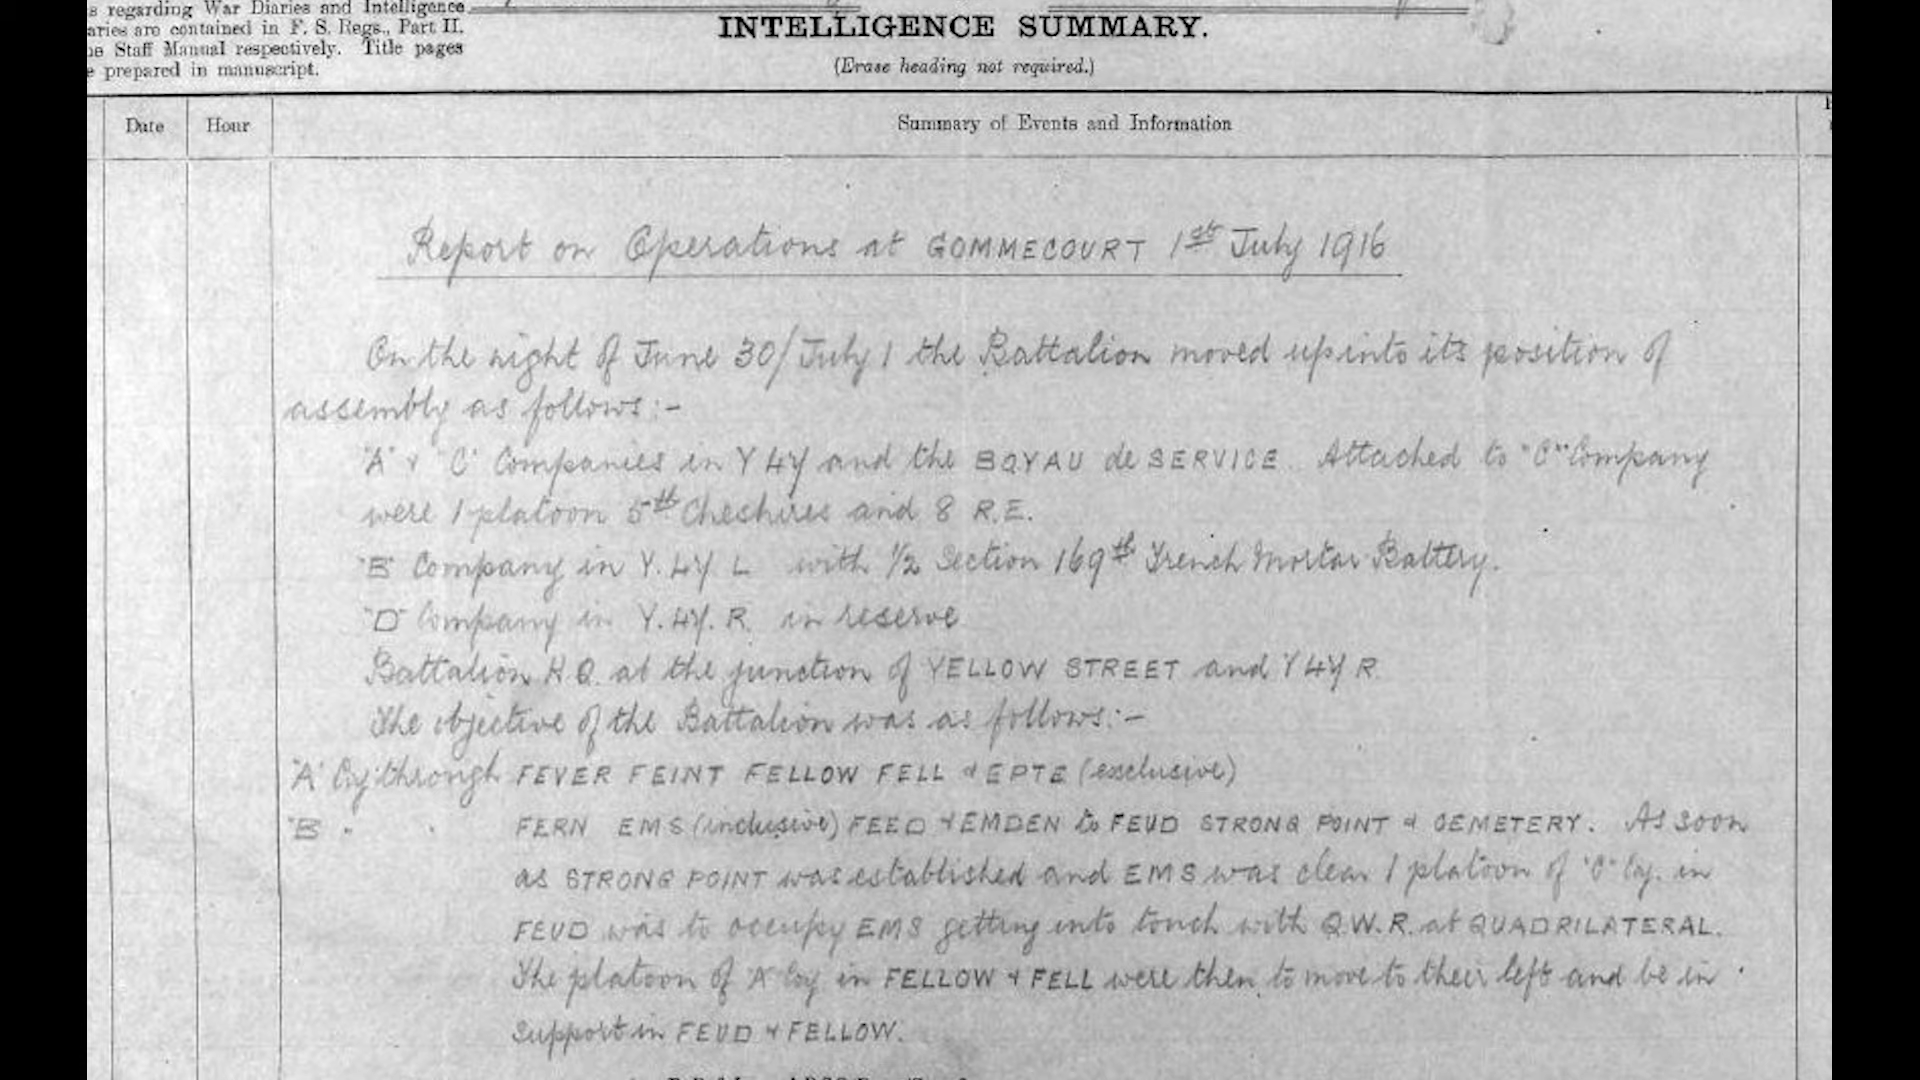 s regarding War Diaries and Intelligence
INTELLIGENCE SUMMARY.
aries are contained in F. S. Regs., Part II.
he Staff Manual respectively. Title pages
e prepared in manuscript.
(Erase heading not required.)
Date Hour Summary of Events and Information
Report on Operations at GOMMECOURT 1st July 1916
On the night of June 30/July 1 the Battalion moved up into its position of
assembly as follows:-
"A" + "C" Companies in Y47 and the BOYAU de SERVICE. Attached to "C" Company
were 1 platoon 5th Cheshires and 8 R.E.
"B" Company in Y.47 L with 1/2 Section 169th Trench Mortar Battery.
"D" Company in Y.47.R. in reserve
Battalion H.Q. at the junction of YELLOW STREET and Y47R.
The objective of the Battalion was as follows:-
"A" Coy through FEVER FEINT FELLOW FELL + EPTE (exclusive)
"B" " " FERN EMS (inclusive) FEED + EMDEN to FEUD STRONG POINT + CEMETERY. As soon
as STRONG POINT was established and EMS was clear 1 platoon of "C" Coy. in
FEUD was to occupy EMS getting into touch with Q.W.R. at QUADRILATERAL.
The platoon of "A" Coy in FELLOW + FELL were then to move to their left and be in
support in FEUD + FELLOW.